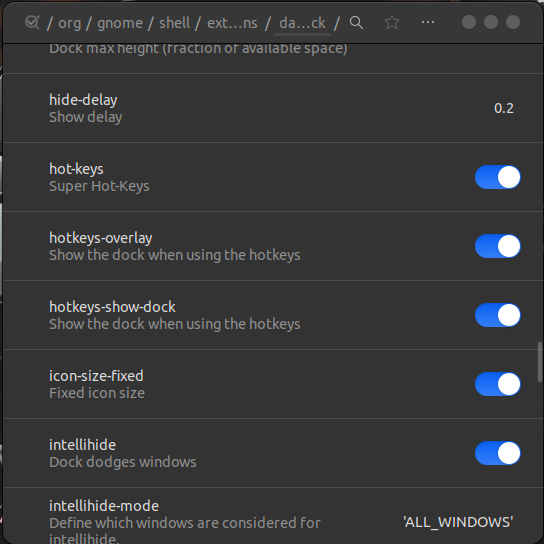 / org / gnome / shell / ext…ns / da…ck /
Dock max height (fraction of available space)
hide-delay
Show delay
0.2
hot-keys
Super Hot-Keys
hotkeys-overlay
Show the dock when using the hotkeys
hotkeys-show-dock
Show the dock when using the hotkeys
icon-size-fixed
Fixed icon size
intellihide
Dock dodges windows
intellihide-mode
Define which windows are considered for
intellihide.
'ALL_WINDOWS'